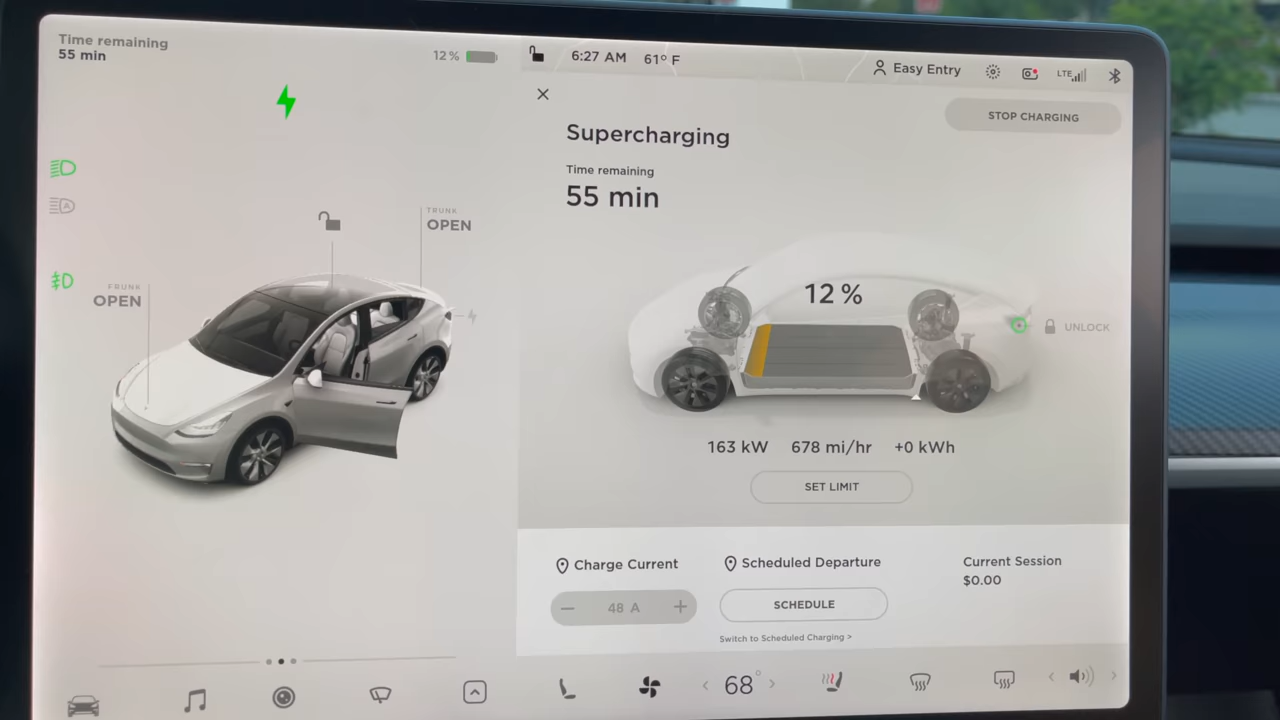 Time remaining
55 min
12 %
6:27 AM 61° F
Easy Entry
LTE
STOP CHARGING
Supercharging
Time remaining
55 min
TRUNK
OPEN
FRUNK
OPEN
12 %
UNLOCK
163 kW 678 mi/hr +0 kWh
SET LIMIT
Charge Current
Scheduled Departure
Current Session
$0.00
− 48 A +
SCHEDULE
Switch to Scheduled Charging >
< 68° >